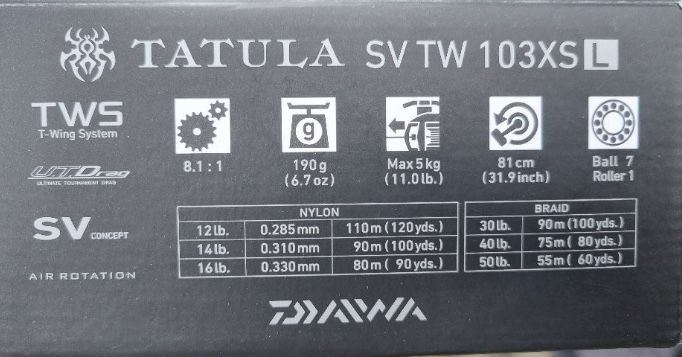 TATULA SV TW 103XS L
TWS
T-Wing System
g
8.1 : 1
190g
(6.7oz)
Max5kg
(11.0lb.)
81cm
(31.9inch)
Ball 7
Roller 1
UTDrag
ULTIMATE TOURNAMENT DRAG
SV CONCEPT
AIR ROTATION
NYLON
12lb. 0.285mm 110m(120yds.)
14lb. 0.310mm 90m(100yds.)
16lb. 0.330mm 80m( 90yds.)
BRAID
30lb. 90m(100yds.)
40lb. 75m( 80yds.)
50lb. 55m( 60yds.)
DAIWA